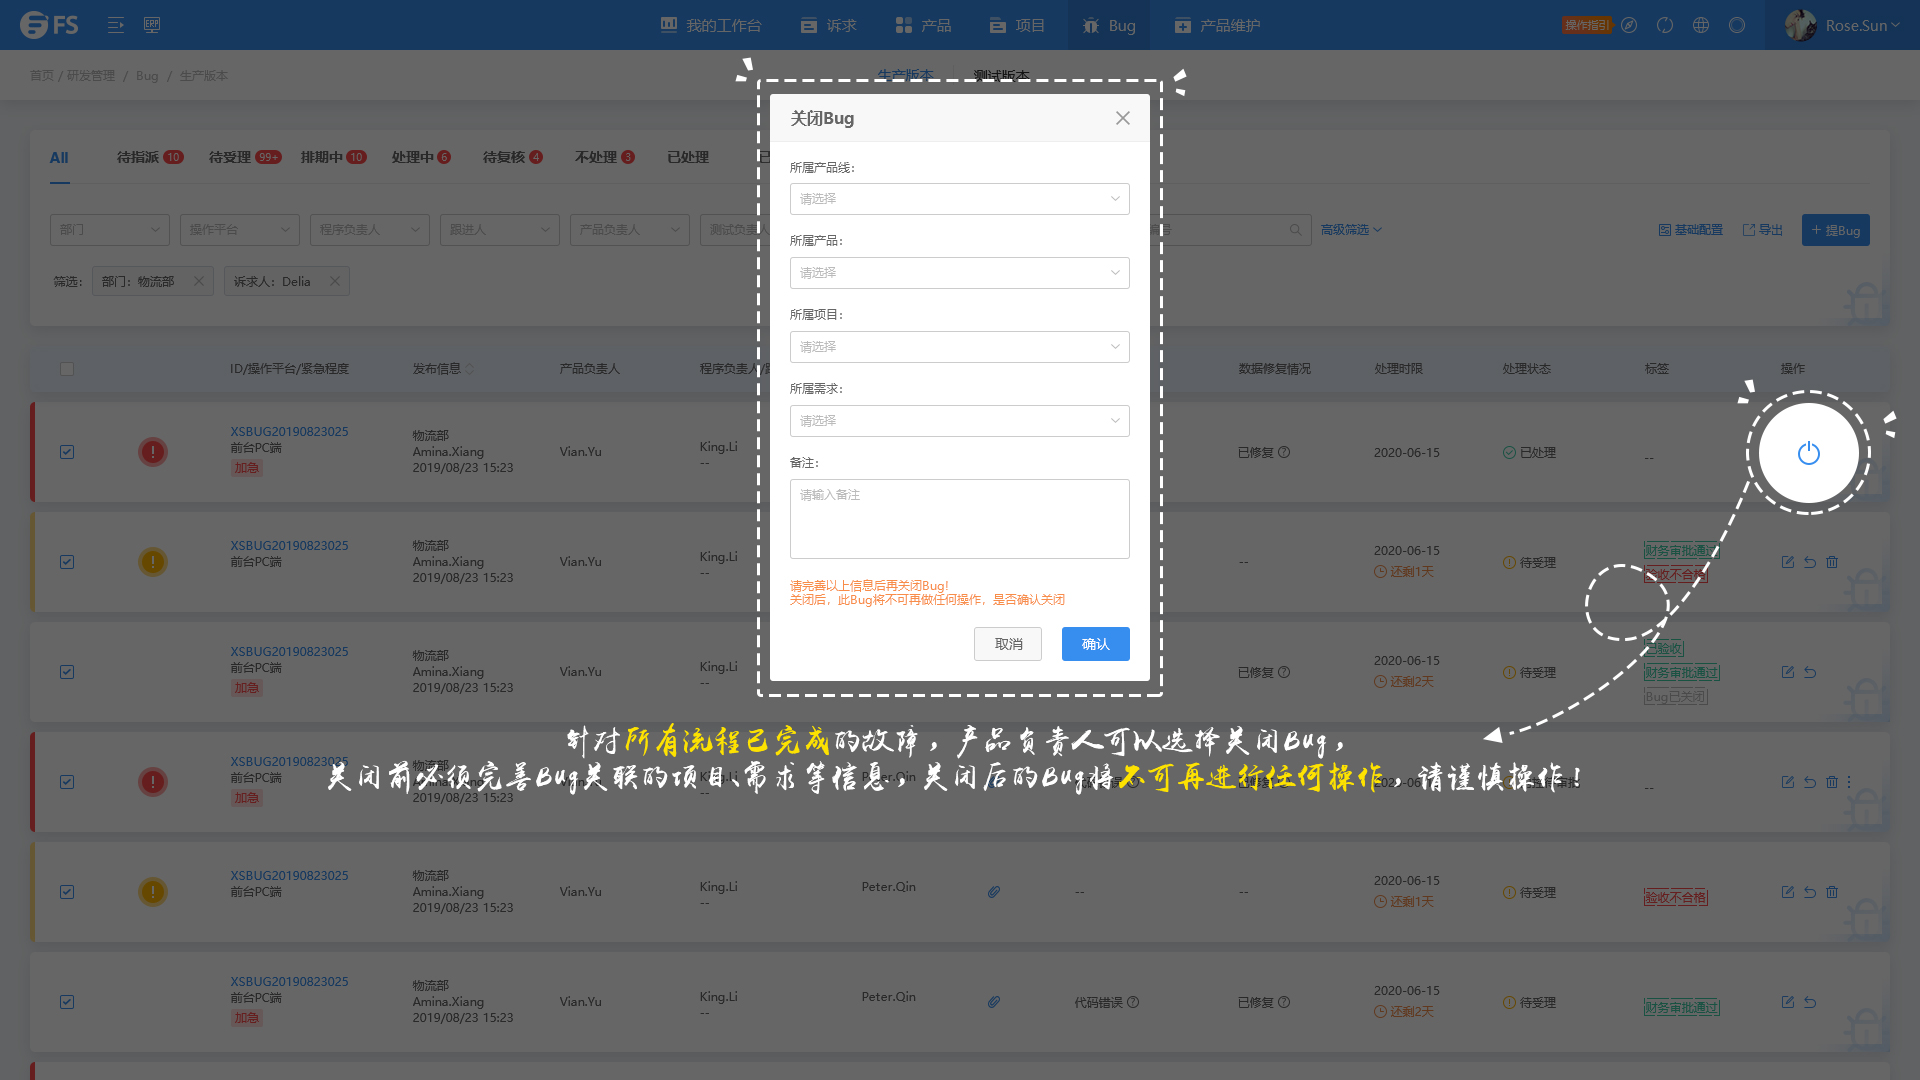 FS
ERP
我的工作台
诉求
产品
项目
Bug
产品维护
操作指引
Rose.Sun
首页 / 研发管理 / Bug / 生产版本
生产版本
测试版本
All
待指派 10
待受理 99+
排期中 10
处理中 6
待复核 4
不处理 3
已处理
部门
操作平台
程序负责人
跟进人
产品负责人
测试负责人
高级筛选
基础配置
导出
+ 提Bug
筛选：
部门：物流部
诉求人：Delia
关闭Bug
所属产品线：
请选择
所属产品：
请选择
所属项目：
请选择
所属需求：
请选择
备注：
请输入备注
请完善以上信息后再关闭Bug！
关闭后，此Bug将不可再做任何操作，是否确认关闭
取消
确认
ID/操作平台/紧急程度
发布信息
产品负责人
程序负责人/
数据修复情况
处理时限
处理状态
标签
操作
XSBUG20190823025
前台PC端
加急
物流部
Amina.Xiang
2019/08/23 15:23
Vian.Yu
King.Li
--
已修复
2020-06-15
已处理
--
XSBUG20190823025
前台PC端
物流部
Amina.Xiang
2019/08/23 15:23
Vian.Yu
King.Li
--
--
2020-06-15
还剩1天
待受理
财务审批通过
验收不合格
XSBUG20190823025
前台PC端
加急
物流部
Amina.Xiang
2019/08/23 15:23
Vian.Yu
King.Li
--
已修复
2020-06-15
还剩2天
待受理
已验收
财务审批通过
Bug已关闭
针对所有流程已完成的故障，产品负责人可以选择关闭Bug，
关闭前必须完善Bug关联的项目、需求等信息，关闭后的Bug将不可再进行任何操作，请谨慎操作！
XSBUG20190823025
前台PC端
加急
物流部
Amina.Xiang
2019/08/23 15:23
Vian.Yu
King.Li
--
Peter.Qin
2020-06-15
--
XSBUG20190823025
前台PC端
物流部
Amina.Xiang
2019/08/23 15:23
Vian.Yu
King.Li
--
Peter.Qin
--
--
2020-06-15
还剩1天
待受理
验收不合格
XSBUG20190823025
前台PC端
加急
物流部
Amina.Xiang
2019/08/23 15:23
Vian.Yu
King.Li
--
Peter.Qin
代码错误
已修复
2020-06-15
还剩2天
待受理
财务审批通过